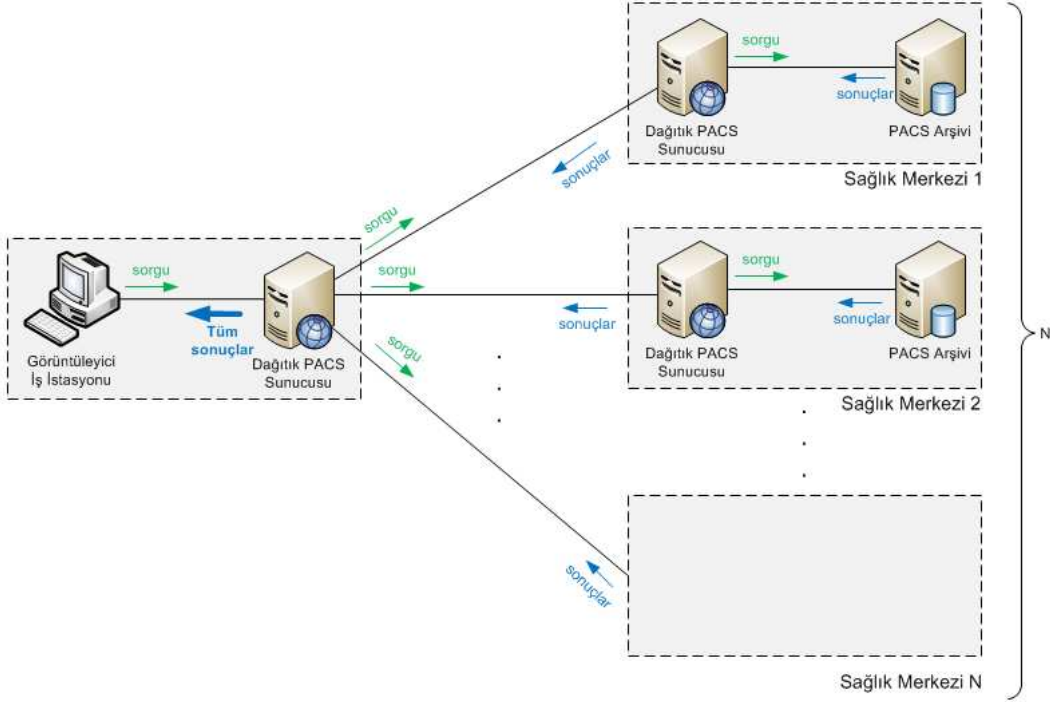 sorgu
sonuçlar
Dağıtık PACS
Sunucusu
PACS Arşivi
Sağlık Merkezi 1
sonuçlar
sorgu
sorgu
Tüm
sonuçlar
Görüntüleyici
İş İstasyonu
Dağıtık PACS
Sunucusu
sorgu
sonuçlar
sorgu
sonuçlar
Dağıtık PACS
Sunucusu
PACS Arşivi
Sağlık Merkezi 2
N
sorgu
sonuçlar
Sağlık Merkezi N